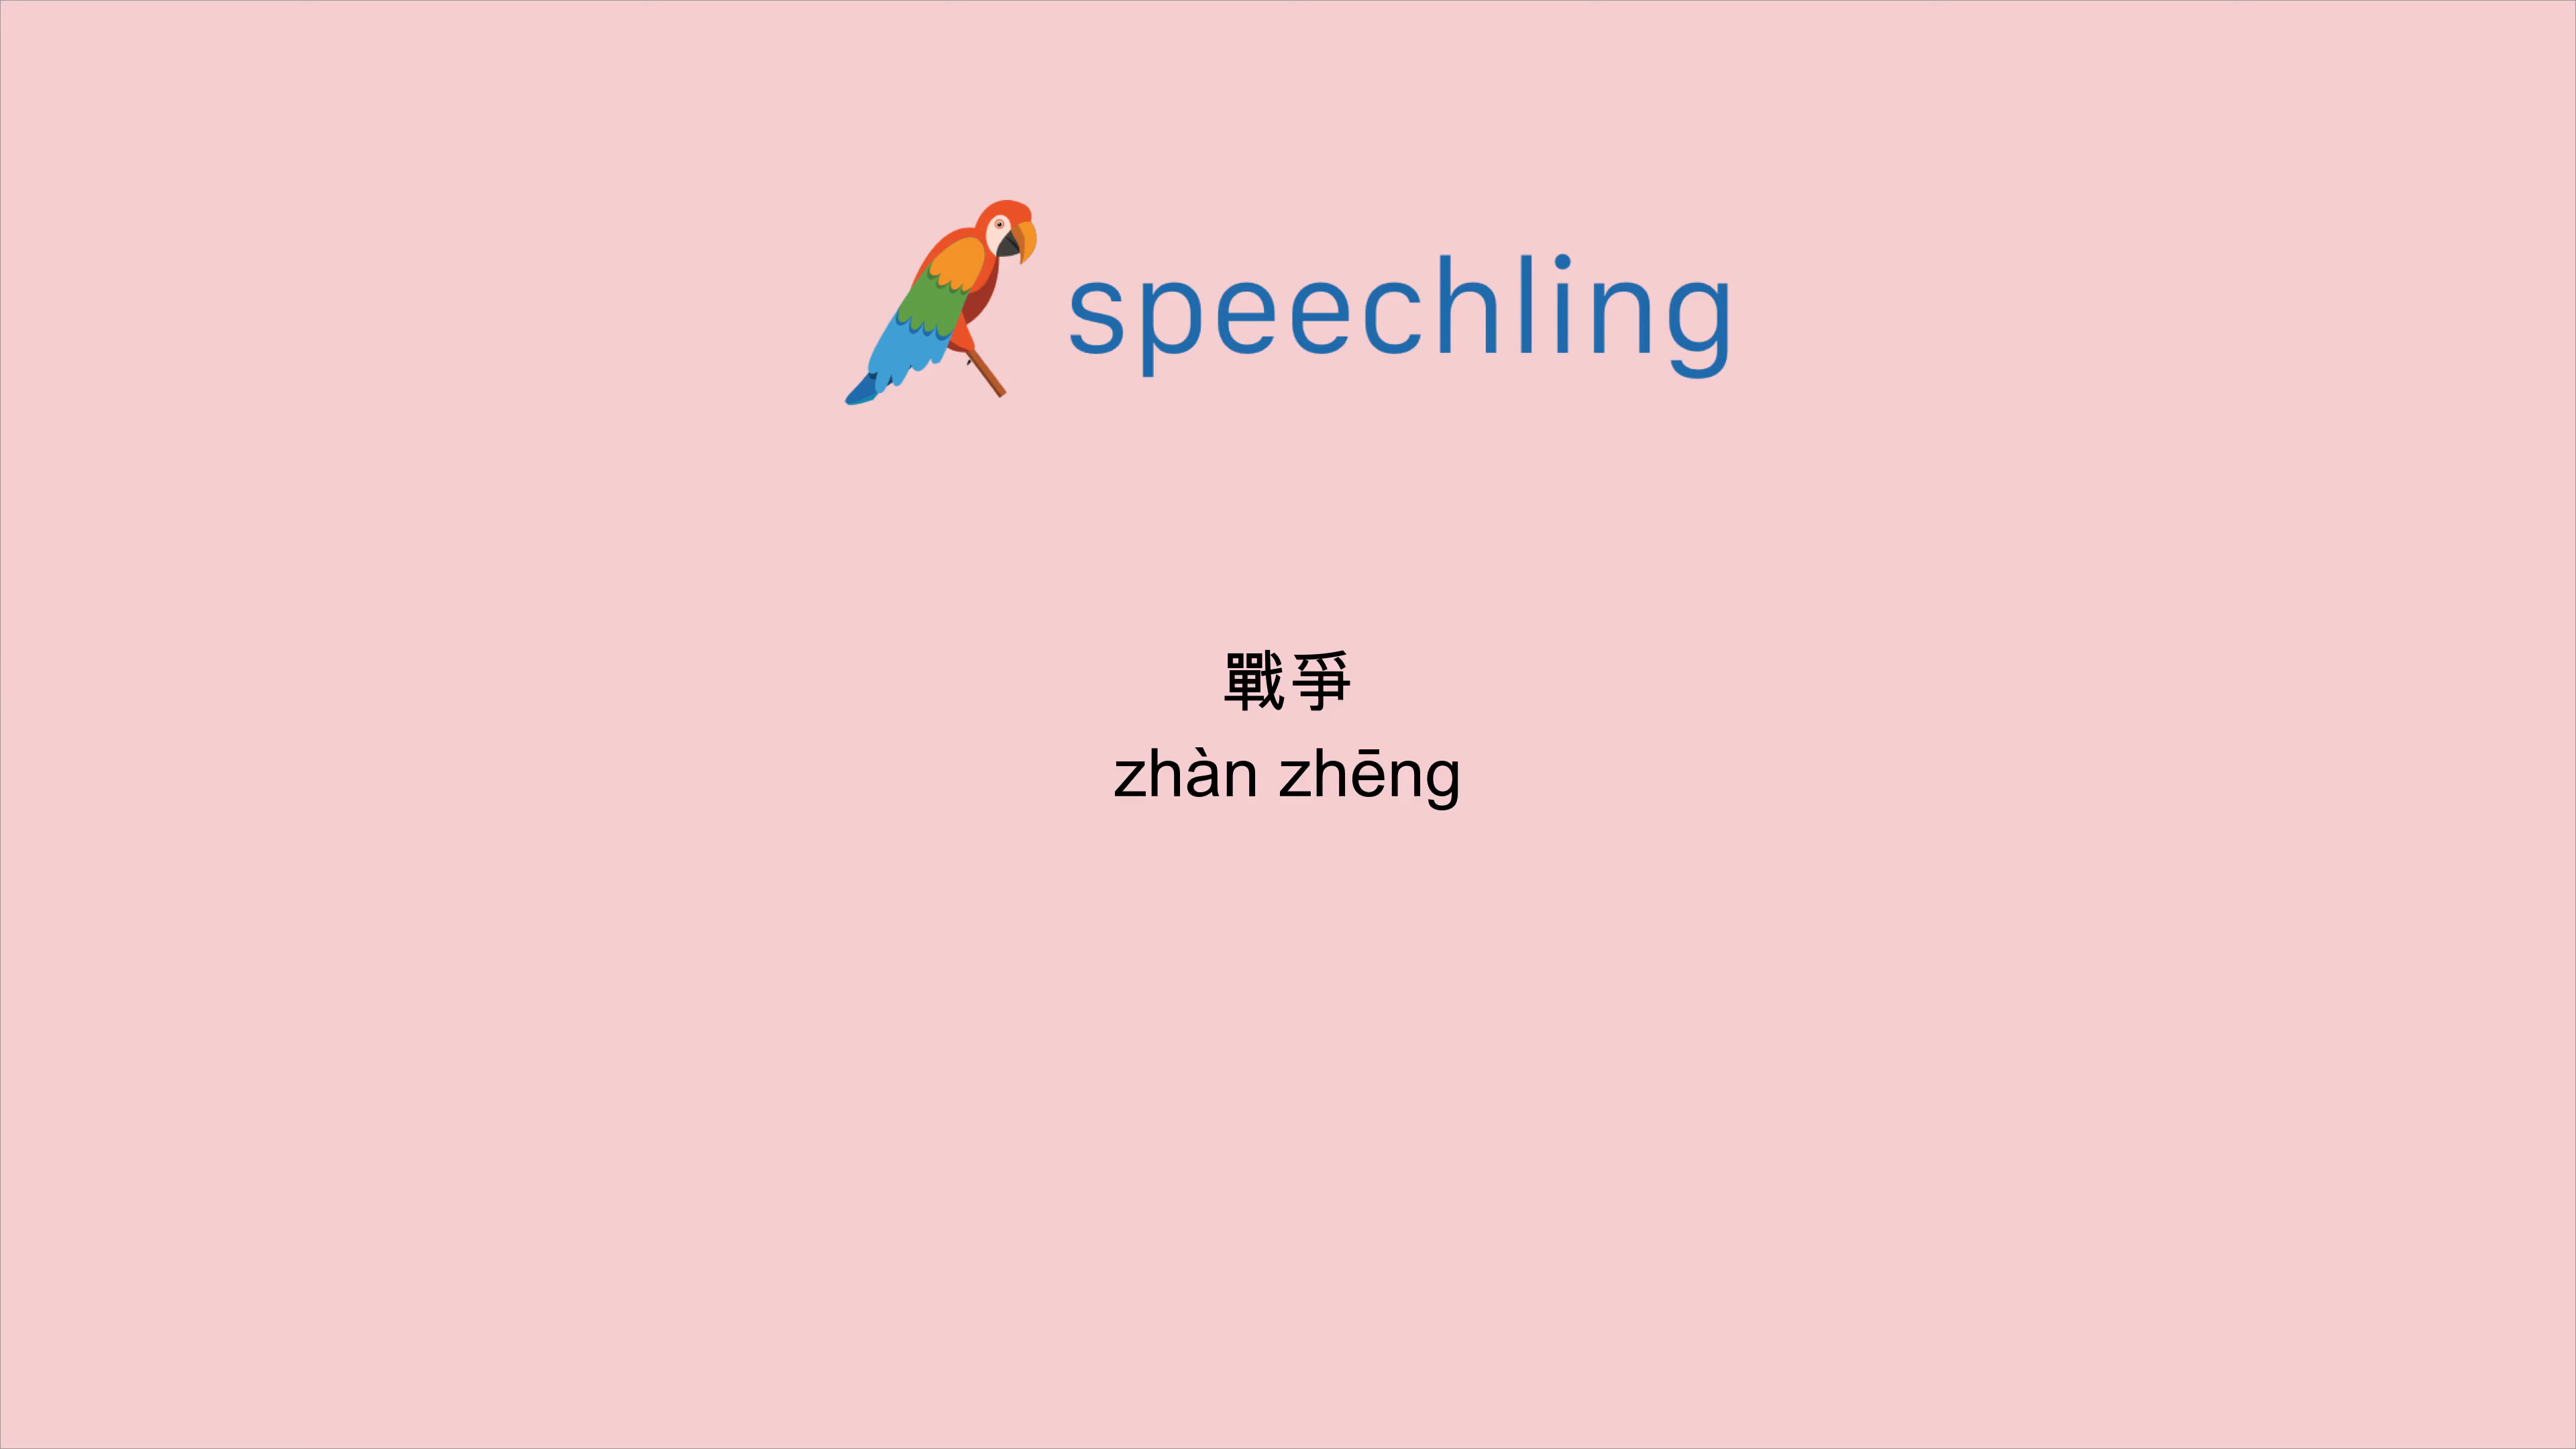 speechling
戰爭
zhàn zhēng